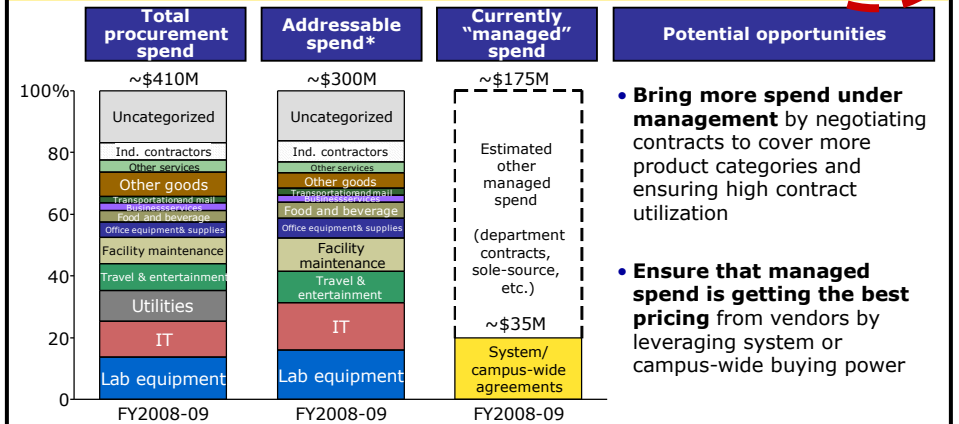 Total
procurement
spend
Addressable
spend*
Currently
“managed”
spend
Potential opportunities
~$410M
~$300M
~$175M
100%
80
60
40
20
0
Uncategorized
Ind. contractors
Other services
Other goods
Transportationand mail
Businessservices
Food and beverage
Office equipment& supplies
Facility maintenance
Travel & entertainment
Utilities
IT
Lab equipment
FY2008-09
Uncategorized
Ind. contractors
Other services
Other goods
Transportationand mail
Businessservices
Food and beverage
Office equipment& supplies
Facility
maintenance
Travel &
entertainment
IT
Lab equipment
FY2008-09
Estimated
other
managed
spend
(department
contracts,
sole-source,
etc.)
~$35M
System/
campus-wide
agreements
FY2008-09
• Bring more spend under
management by negotiating
contracts to cover more
product categories and
ensuring high contract
utilization
• Ensure that managed
spend is getting the best
pricing from vendors by
leveraging system or
campus-wide buying power